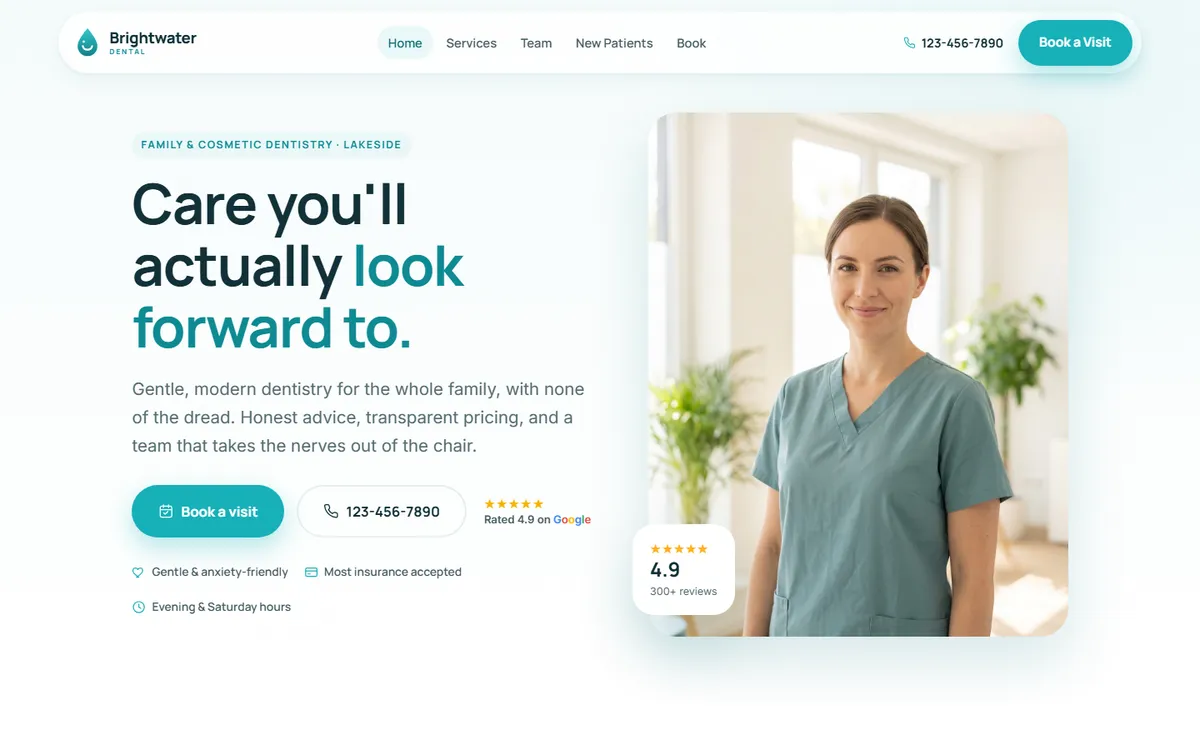 Brightwater
DENTAL
Home
Services
Team
New Patients
Book
123-456-7890
Book a Visit
FAMILY & COSMETIC DENTISTRY · LAKESIDE
Care you'll
actually look
forward to.
Gentle, modern dentistry for the whole family, with none
of the dread. Honest advice, transparent pricing, and a
team that takes the nerves out of the chair.
Book a visit
123-456-7890
Rated 4.9 on Google
Gentle & anxiety-friendly
Most insurance accepted
Evening & Saturday hours
4.9
300+ reviews